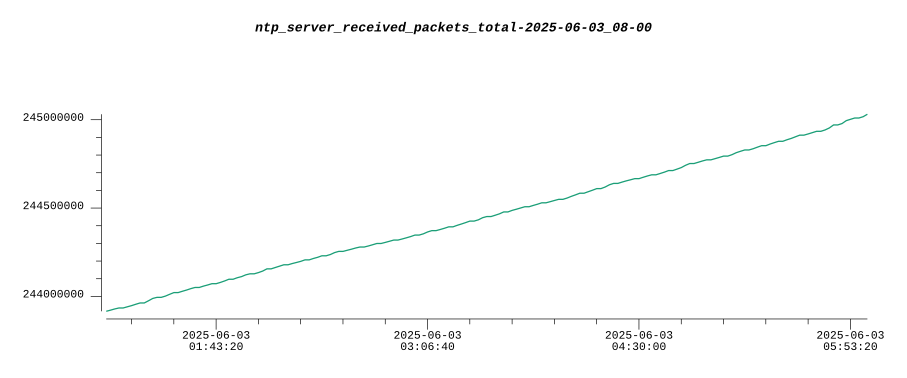 ntp_server_received_packets_total-2025-06-03_08-00
245000000
244500000
244000000
2025-06-03 2025-06-03 2025-06-03 2025-06-03
01:43:20 03:06:40 04:30:00 05:53:20